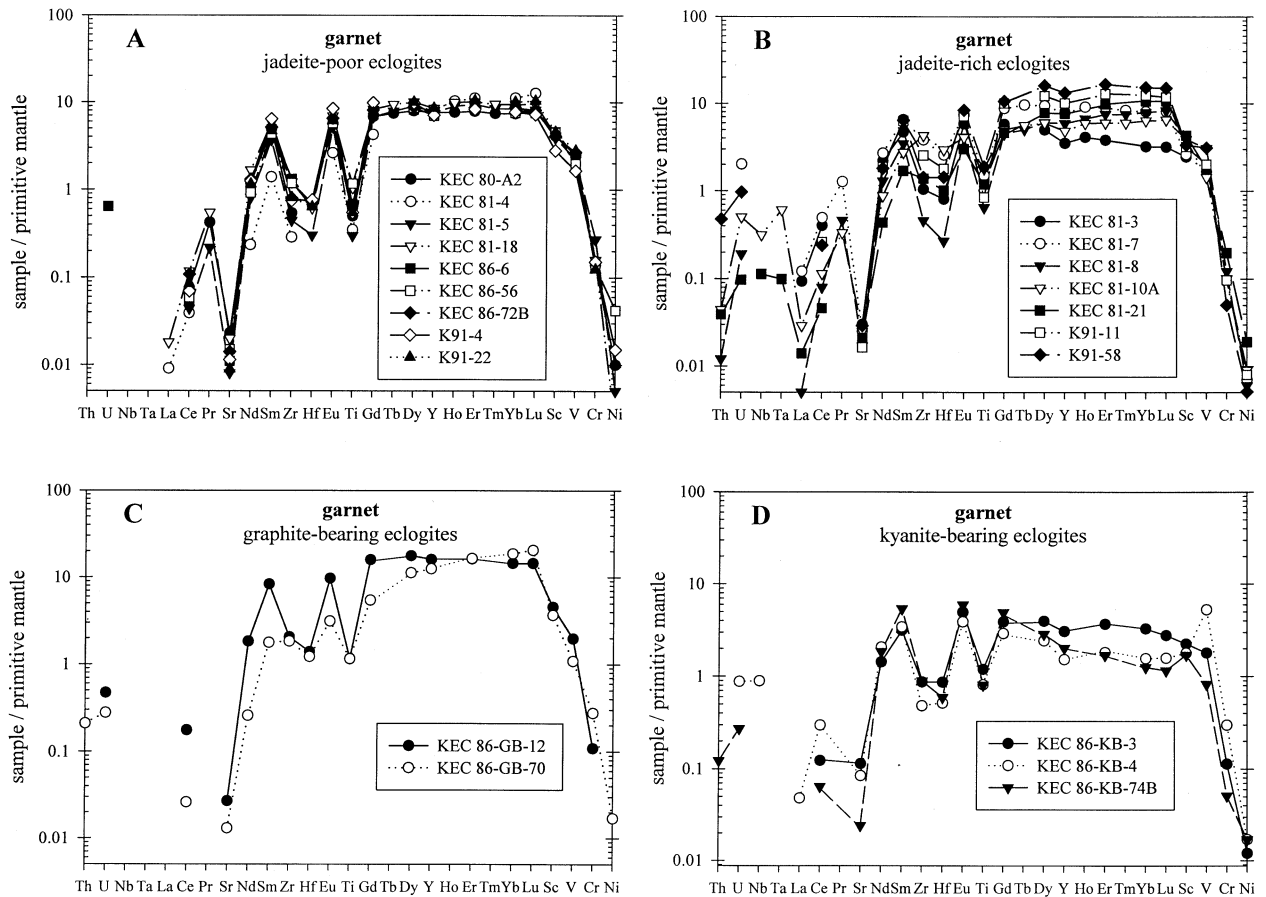 A
garnet
jadeite-poor eclogites
sample / primitive mantle
100
10
1
0.1
0.01
KEC 80-A2
KEC 81-4
KEC 81-5
KEC 81-18
KEC 86-6
KEC 86-56
KEC 86-72B
K91-4
K91-22
Th U Nb Ta La Ce Pr Sr Nd Sm Zr Hf Eu Ti Gd Tb Dy Y Ho Er Tm Yb Lu Sc V Cr Ni
B
garnet
jadeite-rich eclogites
sample / primitive mantle
100
10
1
0.1
0.01
KEC 81-3
KEC 81-7
KEC 81-8
KEC 81-10A
KEC 81-21
K91-11
K91-58
Th U Nb Ta La Ce Pr Sr Nd Sm Zr Hf Eu Ti Gd Tb Dy Y Ho Er Tm Yb Lu Sc V Cr Ni
C
garnet
graphite-bearing eclogites
sample / primitive mantle
100
10
1
0.1
0.01
KEC 86-GB-12
KEC 86-GB-70
Th U Nb Ta La Ce Pr Sr Nd Sm Zr Hf Eu Ti Gd Tb Dy Y Ho Er Tm Yb Lu Sc V Cr Ni
D
garnet
kyanite-bearing eclogites
sample / primitive mantle
100
10
1
0.1
0.01
KEC 86-KB-3
KEC 86-KB-4
KEC 86-KB-74B
Th U Nb Ta La Ce Pr Sr Nd Sm Zr Hf Eu Ti Gd Tb Dy Y Ho Er Tm Yb Lu Sc V Cr Ni